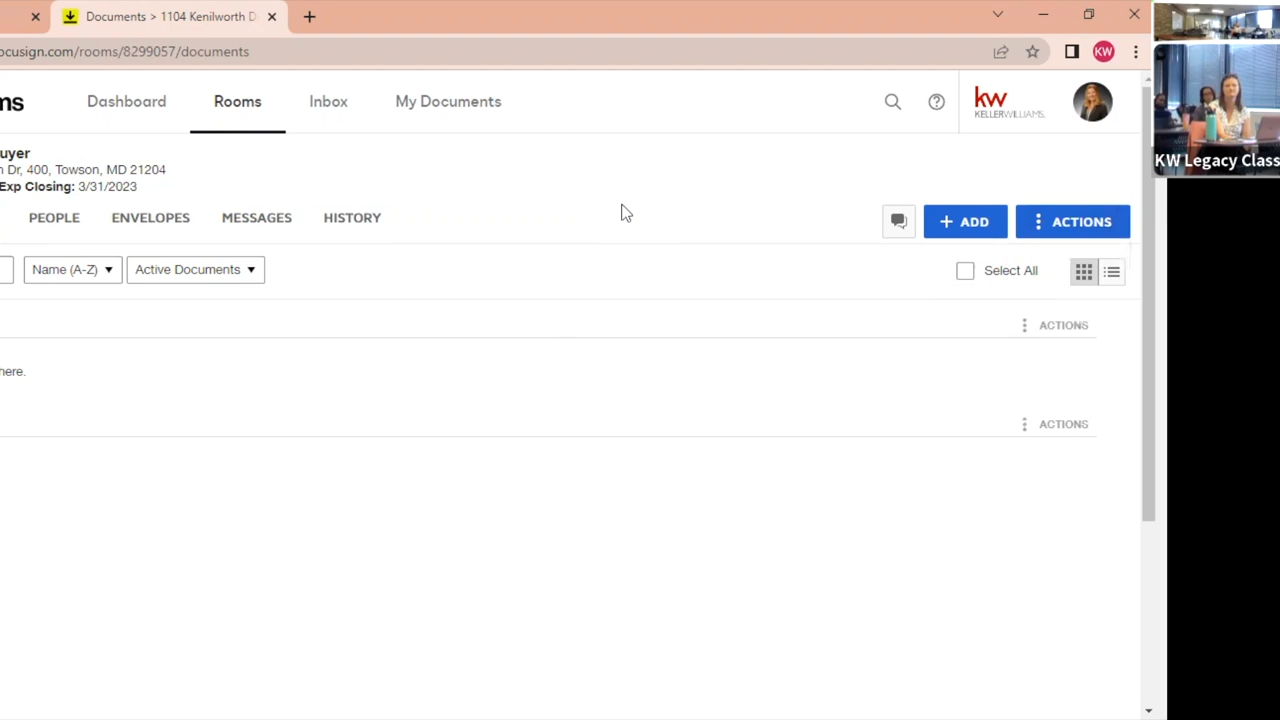 Documents > 1104 Kenilworth D
ocusign.com/rooms/8299057/documents
KW
ms
Dashboard
Rooms
Inbox
My Documents
kw
KELLERWILLIAMS.
uyer
n Dr, 400, Towson, MD 21204
Exp Closing: 3/31/2023
PEOPLE
ENVELOPES
MESSAGES
HISTORY
+ ADD
ACTIONS
Name (A-Z)
Active Documents
Select All
ACTIONS
here.
ACTIONS
KW Legacy Class